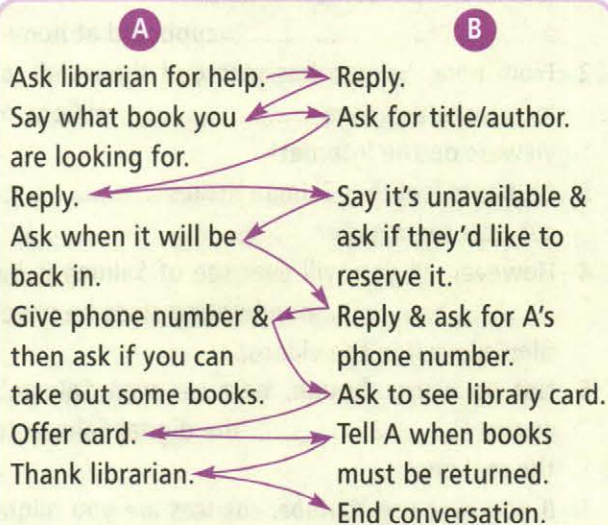 A
B
Ask librarian for help.
Reply.
Say what book you
Ask for title/author.
are looking for.
Reply.
Say it's unavailable &
Ask when it will be
ask if they'd like to
back in.
reserve it.
Give phone number &
Reply & ask for A's
then ask if you can
phone number.
take out some books.
Ask to see library card.
Offer card.
Tell A when books
Thank librarian.
must be returned.
End conversation.